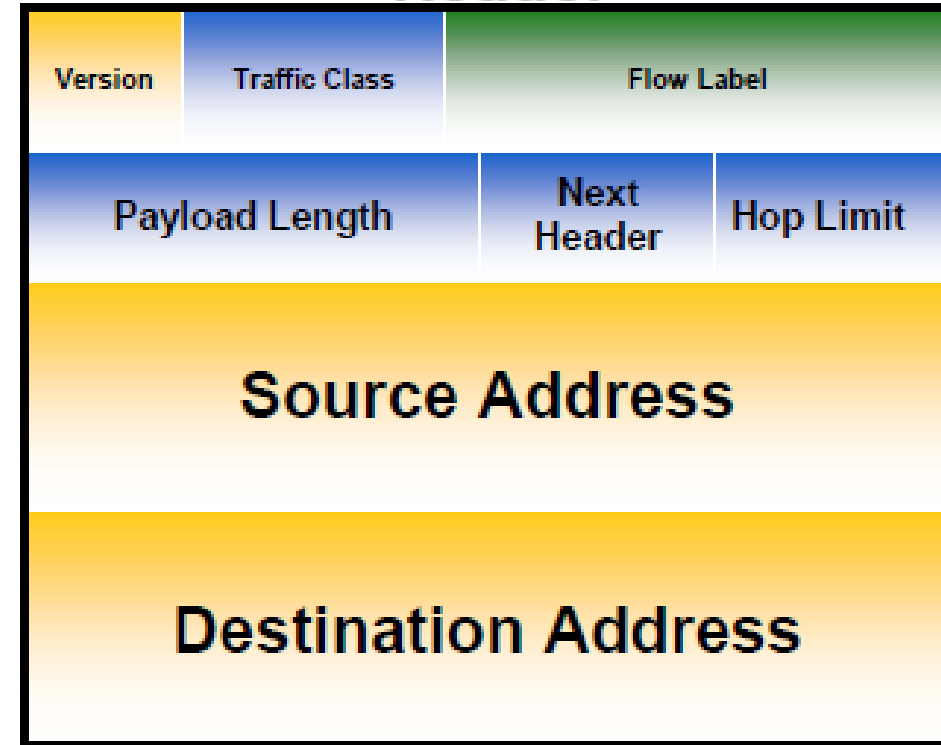 Version Traffic Class Flow Label
Payload Length Next Header Hop Limit
Source Address
Destination Address